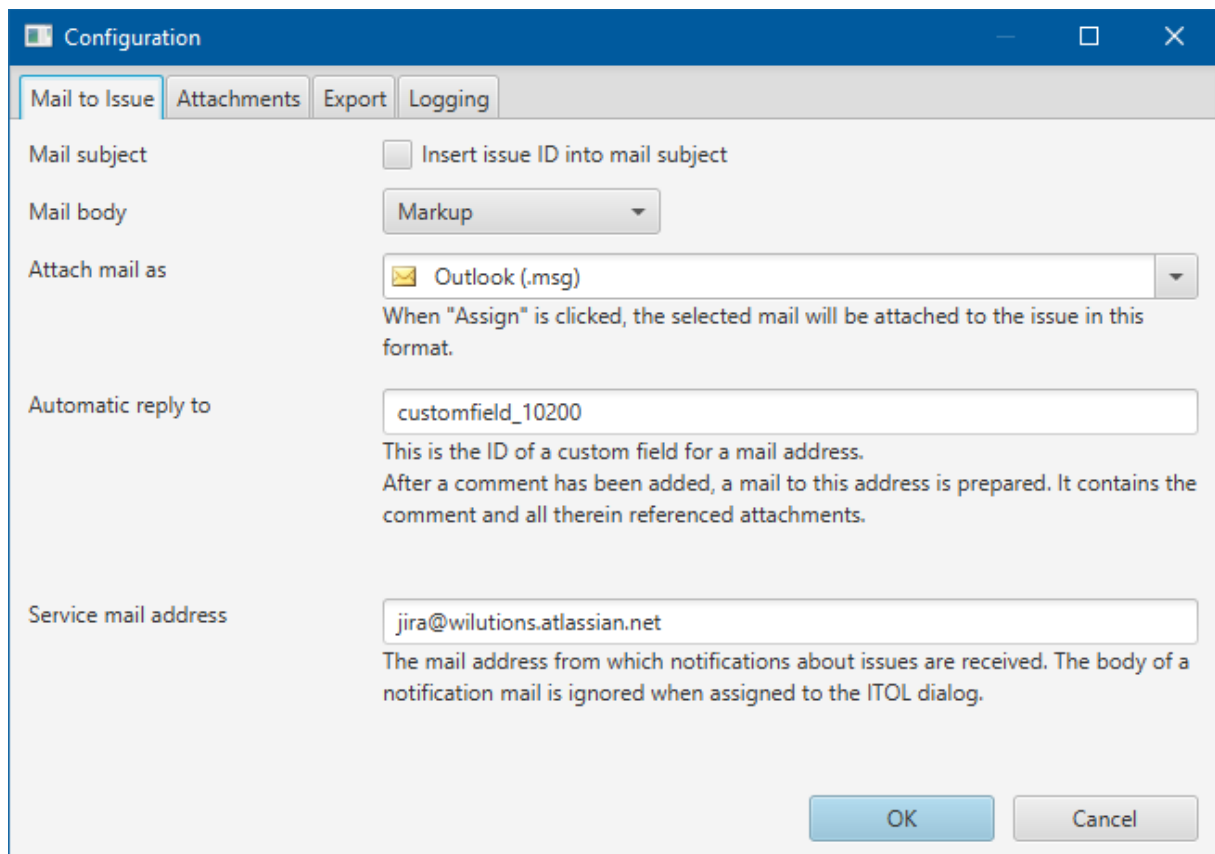 Configuration
Mail to Issue Attachments Export Logging
Mail subject Insert issue ID into mail subject
Mail body Markup
Attach mail as Outlook (.msg)
When "Assign" is clicked, the selected mail will be attached to the issue in this
format.
Automatic reply to customfield_10200
This is the ID of a custom field for a mail address.
After a comment has been added, a mail to this address is prepared. It contains the
comment and all therein referenced attachments.
Service mail address jira@wilutions.atlassian.net
The mail address from which notifications about issues are received. The body of a
notification mail is ignored when assigned to the ITOL dialog.
OK Cancel